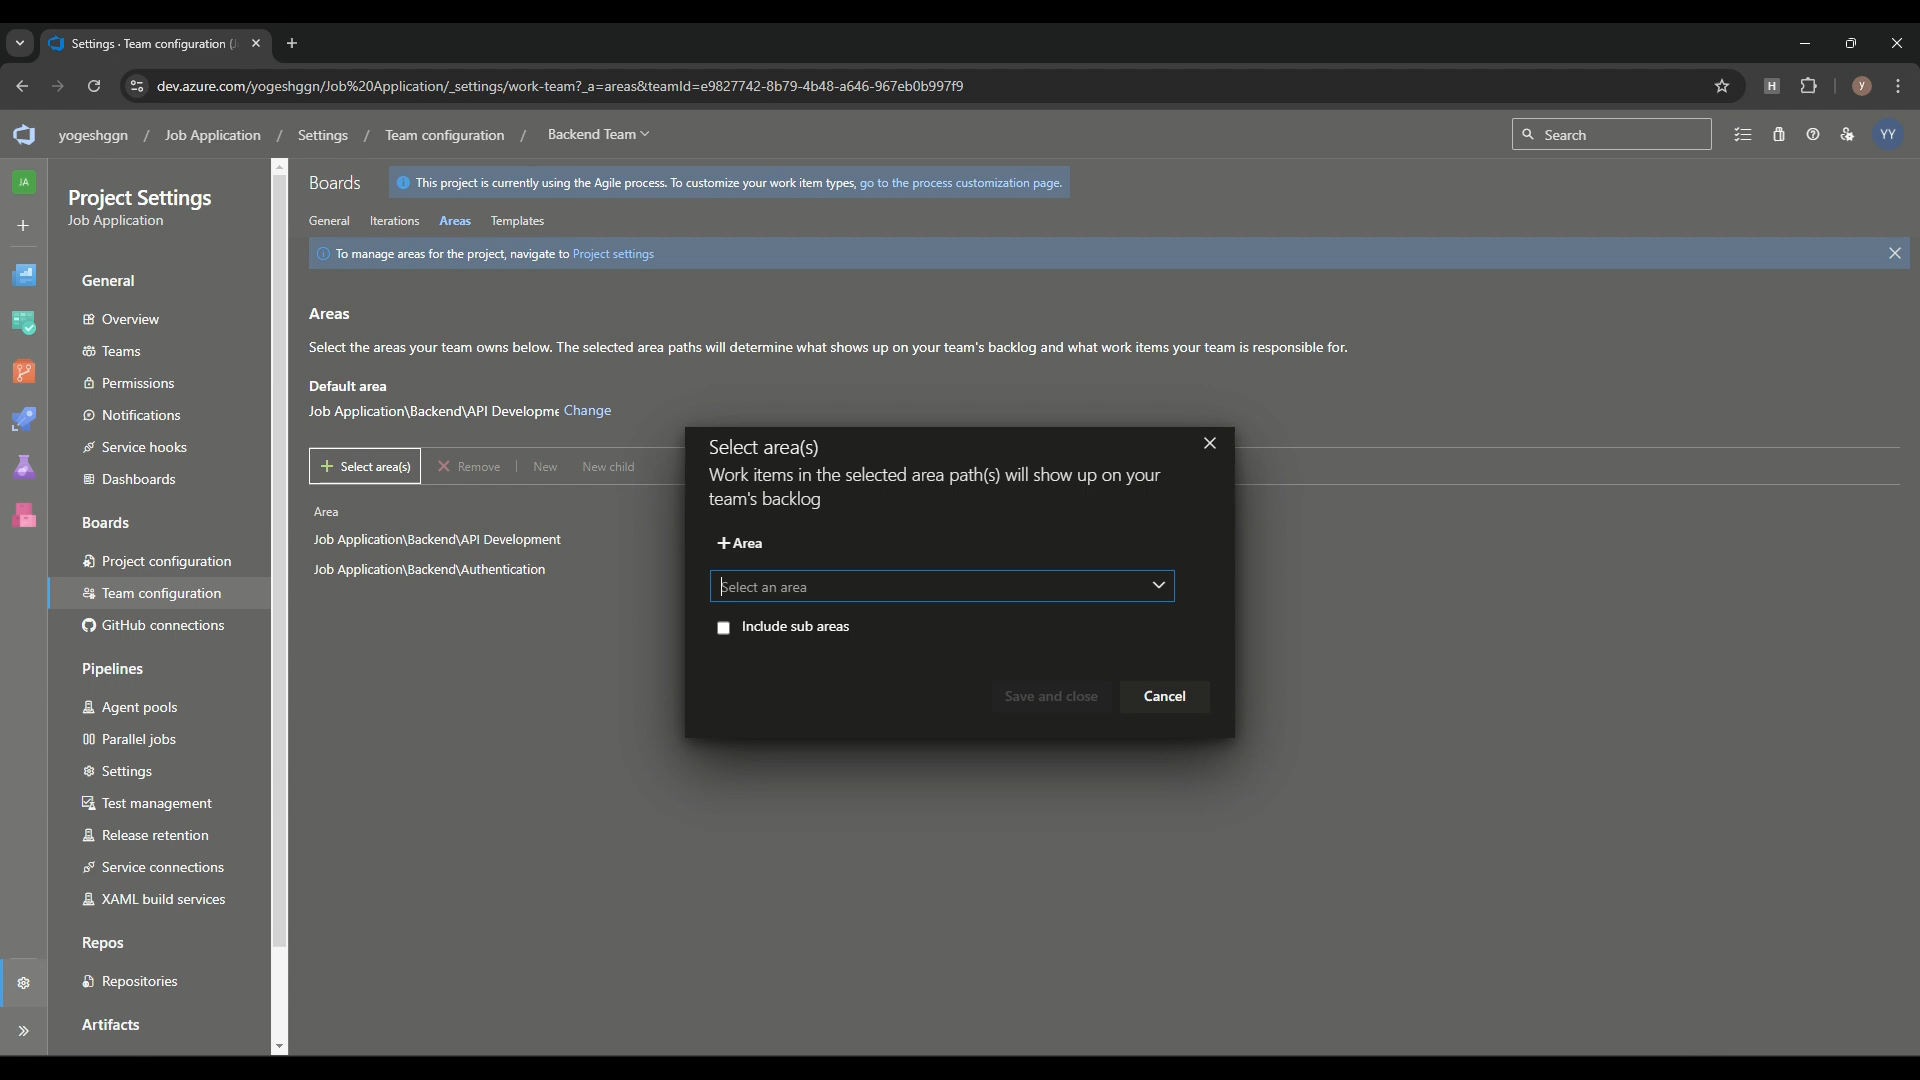 Settings · Team configuration (J
dev.azure.com/yogeshggn/Job%20Application/_settings/work-team?_a=areas&teamId=e9827742-8b79-4b48-a646-967eb0b997f9
H
y
yogeshggn / Job Application / Settings / Team configuration / Backend Team
Search
YY
JA
Project Settings
Job Application
General
Overview
Teams
Permissions
Notifications
Service hooks
Dashboards
Boards
Project configuration
Team configuration
GitHub connections
Pipelines
Agent pools
Parallel jobs
Settings
Test management
Release retention
Service connections
XAML build services
Repos
Repositories
Artifacts
Boards
This project is currently using the Agile process. To customize your work item types, go to the process customization page.
General Iterations Areas Templates
To manage areas for the project, navigate to Project settings
Areas
Select the areas your team owns below. The selected area paths will determine what shows up on your team's backlog and what work items your team is responsible for.
Default area
Job Application\Backend\API Developme Change
Select area(s) Remove New New child
Area
Job Application\Backend\API Development
Job Application\Backend\Authentication
Select area(s)
Work items in the selected area path(s) will show up on your
team's backlog
+Area
Select an area
Include sub areas
Save and close Cancel